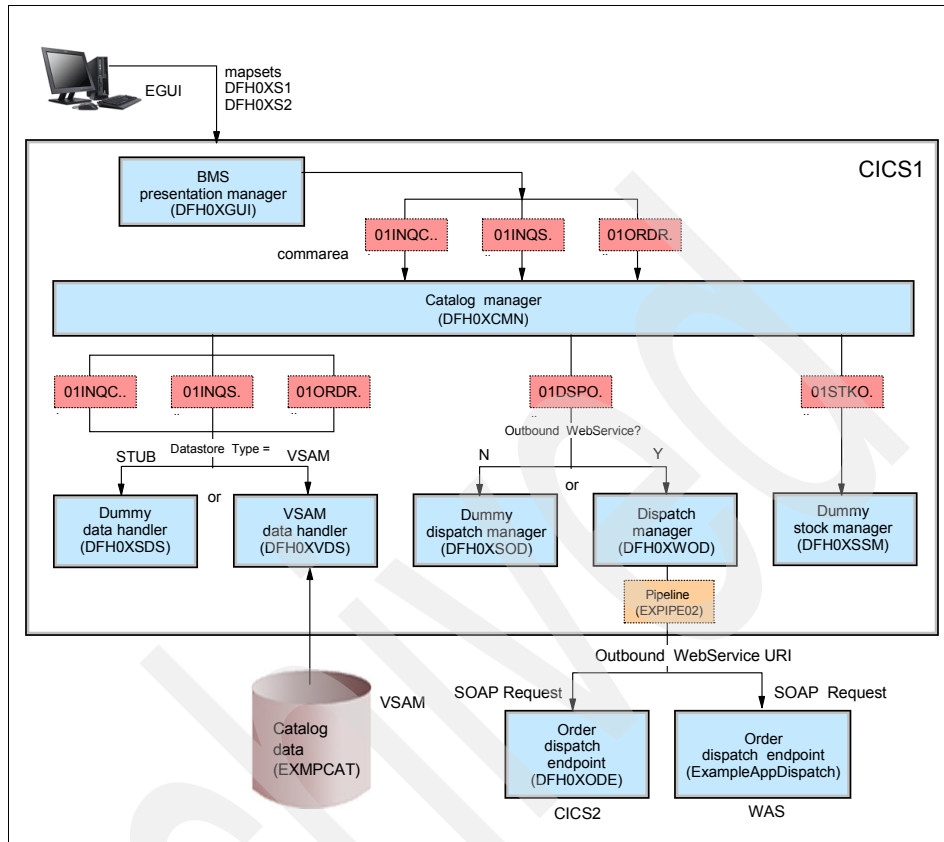 mapsets
DFH0XS1
DFH0XS2
EGUI
CICS1
BMS
presentation manager
(DFH0XGUI)
01INQC..
01INQS.
01ORDR.
commarea
.
..
..
Catalog manager
(DFH0XCMN)
01INQC..
01INQS.
01ORDR.
01DSPO.
01STKO.
.
..
..
..
..
Outbound WebService?
Datastore Type =
STUB
VSAM
N
Y
or
or
Dummy
data handler
(DFH0XSDS)
VSAM
data handler
(DFH0XVDS)
Dummy
dispatch manager
(DFH0XSOD)
Dispatch
manager
(DFH0XWOD)
Dummy
stock manager
(DFH0XSSM)
Pipeline
(EXPIPE02)
Outbound WebService URI
SOAP Request
SOAP Request
VSAM
Catalog
data
(EXMPCAT)
Order
dispatch
endpoint
(DFH0XODE)
Order
dispatch endpoint
(ExampleAppDispatch)
CICS2
WAS